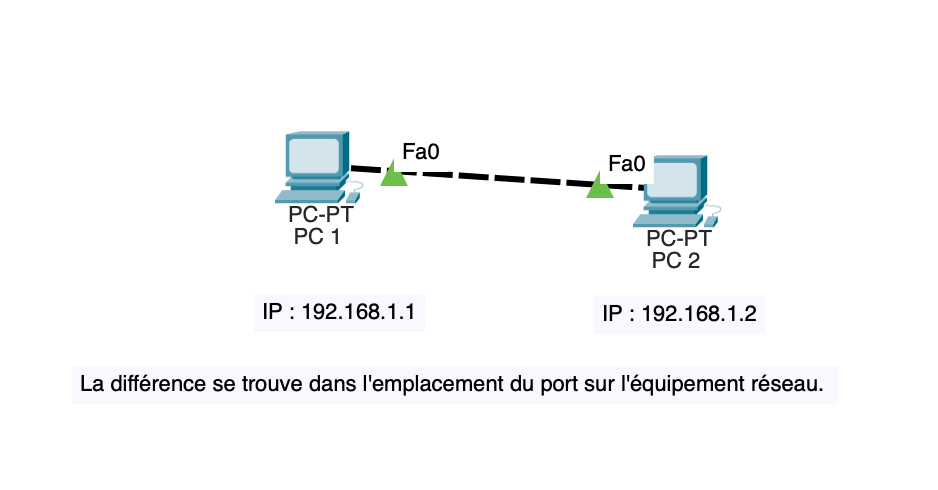 Fa0
Fa0
PC-PT
PC 1
PC-PT
PC 2
IP : 192.168.1.1
IP : 192.168.1.2
La différence se trouve dans l'emplacement du port sur l'équipement réseau.